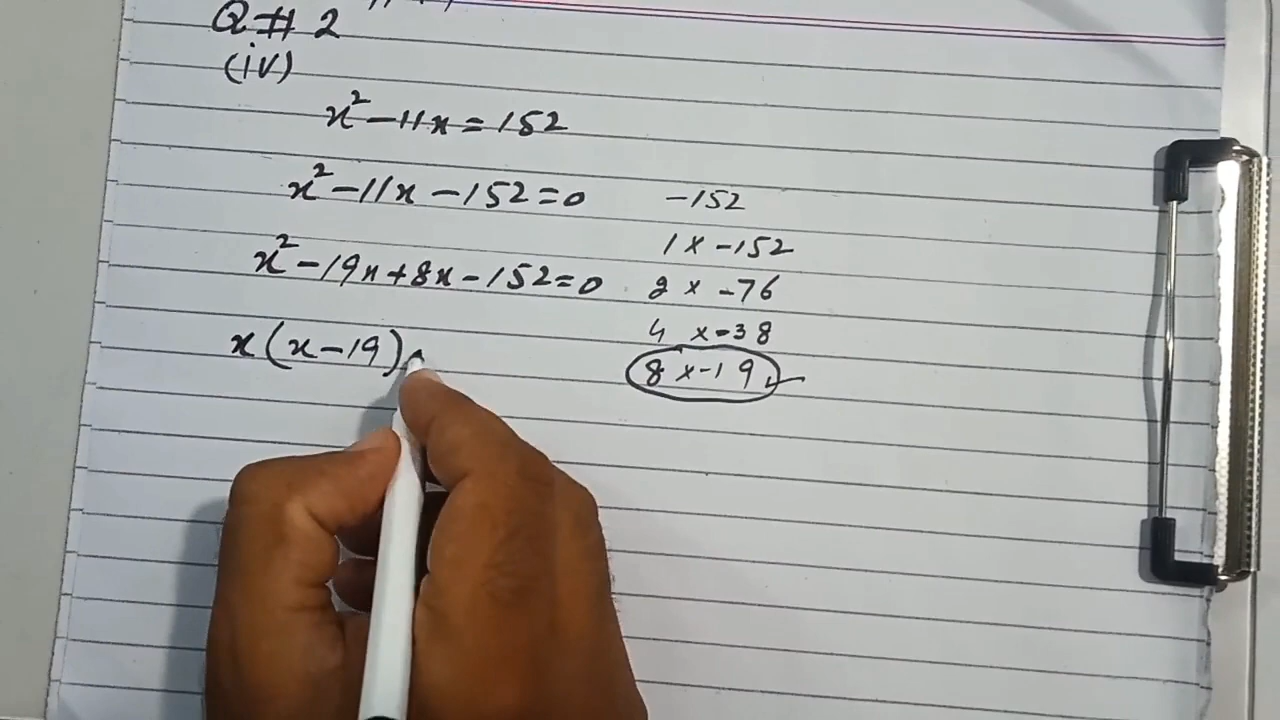 Q # 2
(iv)
x² - 11x = 152
x² - 11x - 152 = 0
x² - 19x + 8x - 152 = 0
x (x - 19)
-152
1 x -152
2 x -76
4 x -38
8 x -19